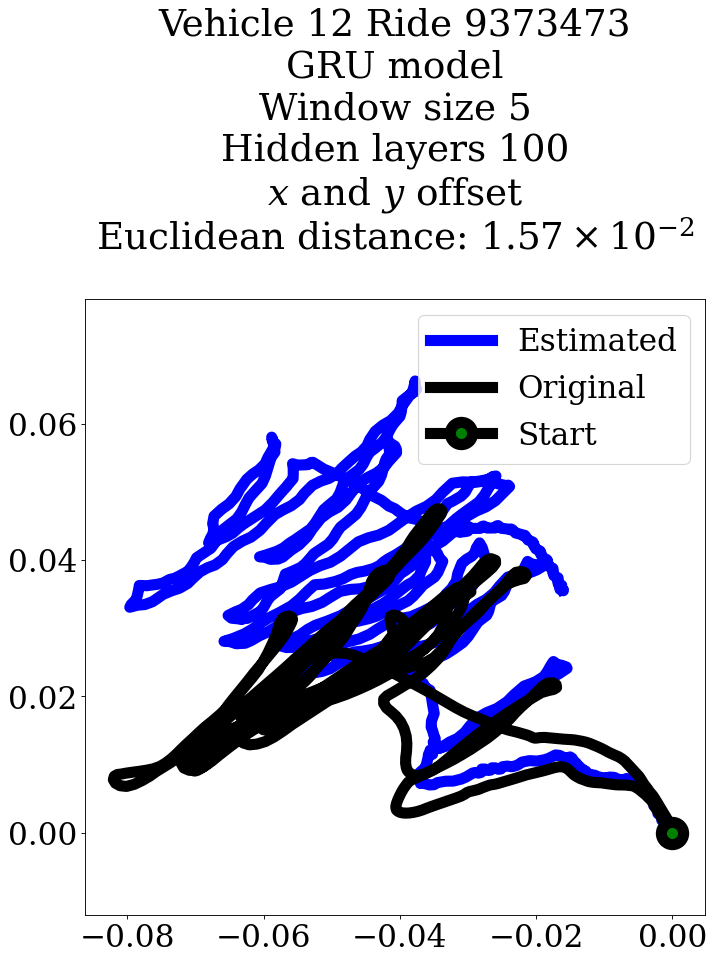 Vehicle 12 Ride 9373473
GRU model
Window size 5
Hidden layers 100
x and y offset
Euclidean distance: 1.57 × 10⁻²
Estimated
Original
Start
0.06
0.04
0.02
0.00
−0.08 −0.06 −0.04 −0.02 0.00